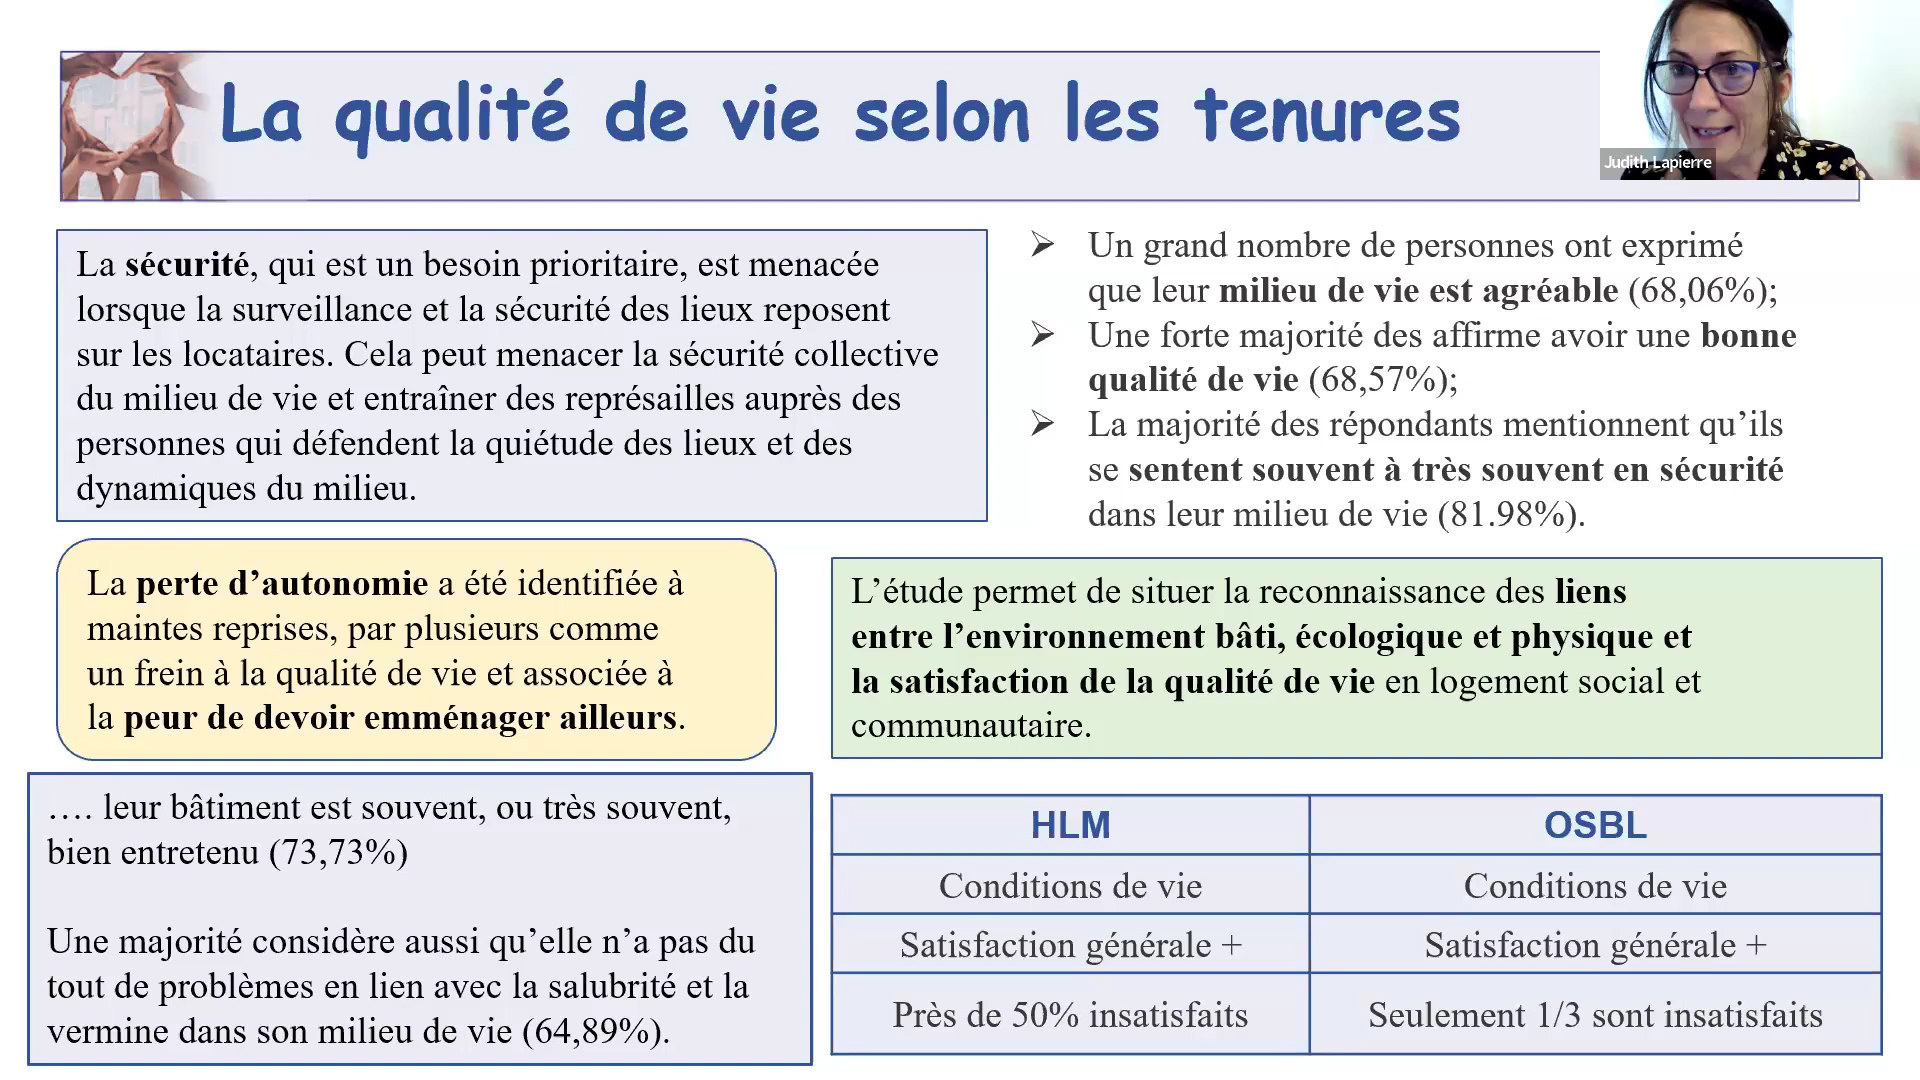 La qualité de vie selon les tenures
Judith Lapierre
La sécurité, qui est un besoin prioritaire, est menacée
lorsque la surveillance et la sécurité des lieux reposent
sur les locataires. Cela peut menacer la sécurité collective
du milieu de vie et entraîner des représailles auprès des
personnes qui défendent la quiétude des lieux et des
dynamiques du milieu.
➢ Un grand nombre de personnes ont exprimé
que leur milieu de vie est agréable (68,06%);
➢ Une forte majorité des affirme avoir une bonne
qualité de vie (68,57%);
➢ La majorité des répondants mentionnent qu’ils
se sentent souvent à très souvent en sécurité
dans leur milieu de vie (81.98%).
La perte d’autonomie a été identifiée à
maintes reprises, par plusieurs comme
un frein à la qualité de vie et associée à
la peur de devoir emménager ailleurs.
L’étude permet de situer la reconnaissance des liens
entre l’environnement bâti, écologique et physique et
la satisfaction de la qualité de vie en logement social et
communautaire.
…. leur bâtiment est souvent, ou très souvent,
bien entretenu (73,73%)
Une majorité considère aussi qu’elle n’a pas du
tout de problèmes en lien avec la salubrité et la
vermine dans son milieu de vie (64,89%).
HLM OSBL
Conditions de vie Conditions de vie
Satisfaction générale + Satisfaction générale +
Près de 50% insatisfaits Seulement 1/3 sont insatisfaits